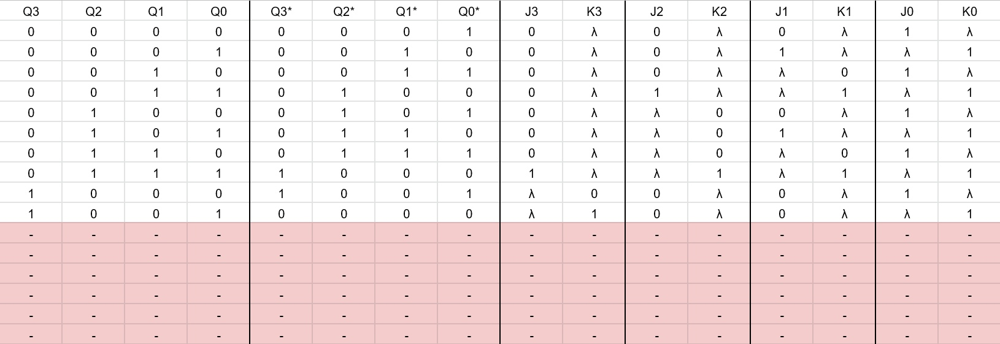 Q3 Q2 Q1 Q0 Q3* Q2* Q1* Q0* J3 K3 J2 K2 J1 K1 J0 K0
0 0 0 0 0 0 0 1 0 λ 0 λ 0 λ 1 λ
0 0 0 1 0 0 1 0 0 λ 0 λ 1 λ λ 1
0 0 1 0 0 0 1 1 0 λ 0 λ λ 0 1 λ
0 0 1 1 0 1 0 0 0 λ 1 λ λ 1 λ 1
0 1 0 0 0 1 0 1 0 λ λ 0 0 λ 1 λ
0 1 0 1 0 1 1 0 0 λ λ 0 1 λ λ 1
0 1 1 0 0 1 1 1 0 λ λ 0 λ 0 1 λ
0 1 1 1 1 0 0 0 1 λ λ 1 λ 1 λ 1
1 0 0 0 1 0 0 1 λ 0 0 λ 0 λ 1 λ
1 0 0 1 0 0 0 0 λ 1 0 λ 0 λ λ 1
- - - - - - - - - - - - - - - -
- - - - - - - - - - - - - - - -
- - - - - - - - - - - - - - - -
- - - - - - - - - - - - - - - -
- - - - - - - - - - - - - - - -
- - - - - - - - - - - - - - - -